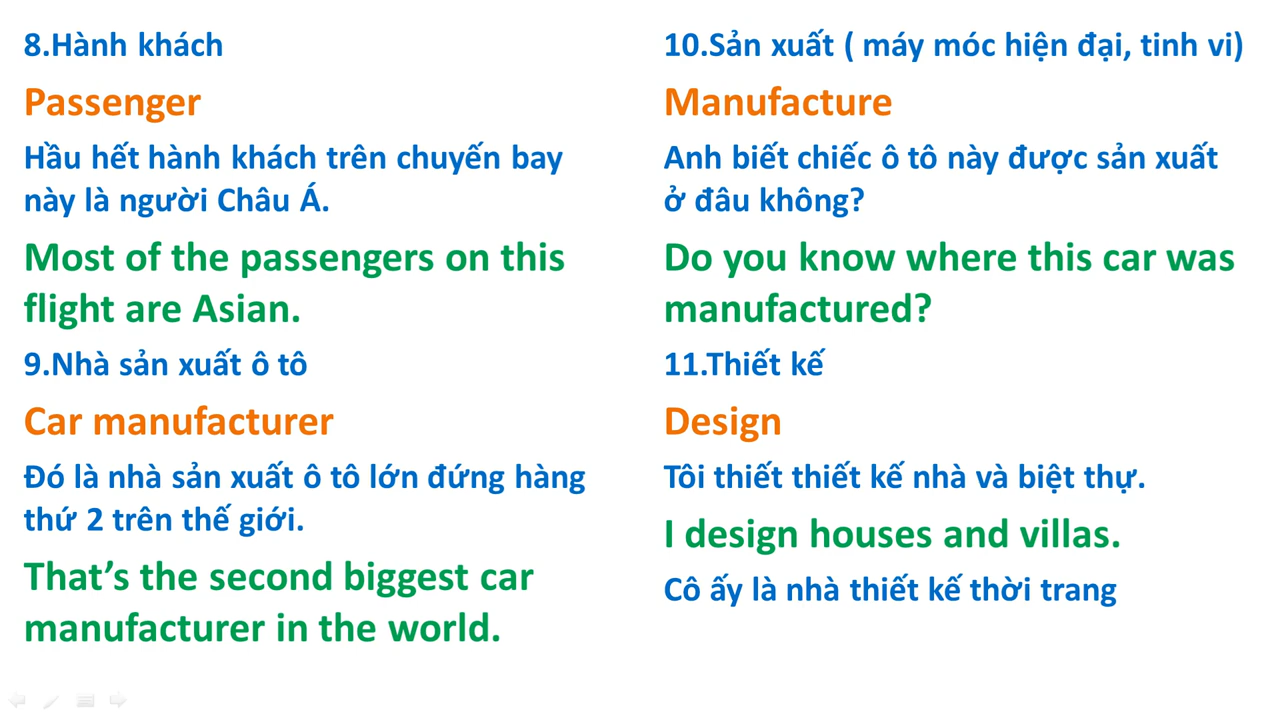 8.Hành khách
Passenger
Hầu hết hành khách trên chuyến bay
này là người Châu Á.
Most of the passengers on this
flight are Asian.
9.Nhà sản xuất ô tô
Car manufacturer
Đó là nhà sản xuất ô tô lớn đứng hàng
thứ 2 trên thế giới.
That’s the second biggest car
manufacturer in the world.
10.Sản xuất ( máy móc hiện đại, tinh vi)
Manufacture
Anh biết chiếc ô tô này được sản xuất
ở đâu không?
Do you know where this car was
manufactured?
11.Thiết kế
Design
Tôi thiết thiết kế nhà và biệt thự.
I design houses and villas.
Cô ấy là nhà thiết kế thời trang